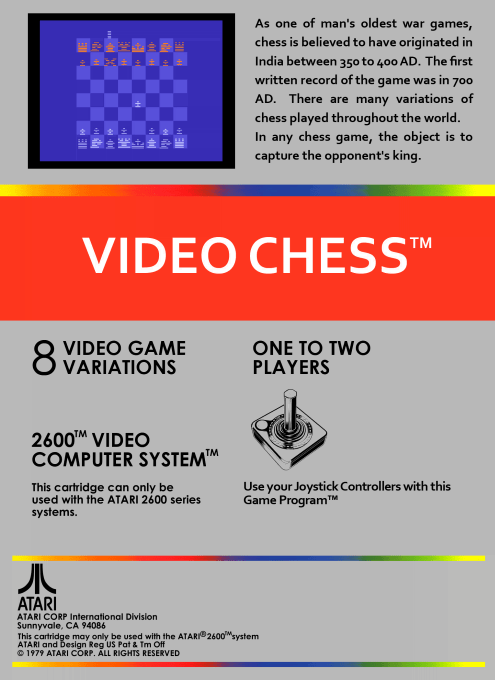 As one of man's oldest war games,
chess is believed to have originated in
India between 350 to 400 AD. The first
written record of the game was in 700
AD. There are many variations of
chess played throughout the world.
In any chess game, the object is to
capture the opponent's king.
VIDEO CHESS™
8 VIDEO GAME
VARIATIONS
ONE TO TWO
PLAYERS
2600™ VIDEO
COMPUTER SYSTEM™
This cartridge can only be
used with the ATARI 2600 series
systems.
Use your Joystick Controllers with this
Game Program™
ATARI
ATARI CORP International Division
Sunnyvale, CA 94086
This cartridge may only be used with the ATARI®2600™system
ATARI and Design Reg US Pat & Tm Off
© 1979 ATARI CORP. ALL RIGHTS RESERVED